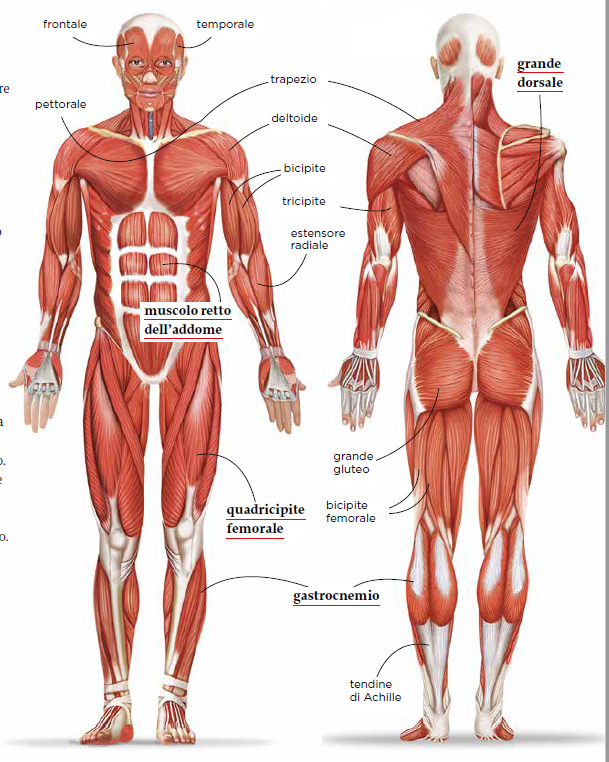 frontale
temporale
pettorale
trapezio
deltoide
bicipite
tricipite
estensore
radiale
muscolo retto
dell'addome
quadricipite
femorale
gastrocnemio
grande
dorsale
grande
gluteo
bicipite
femorale
tendine
di Achille
re
o
a
o.
e
o.